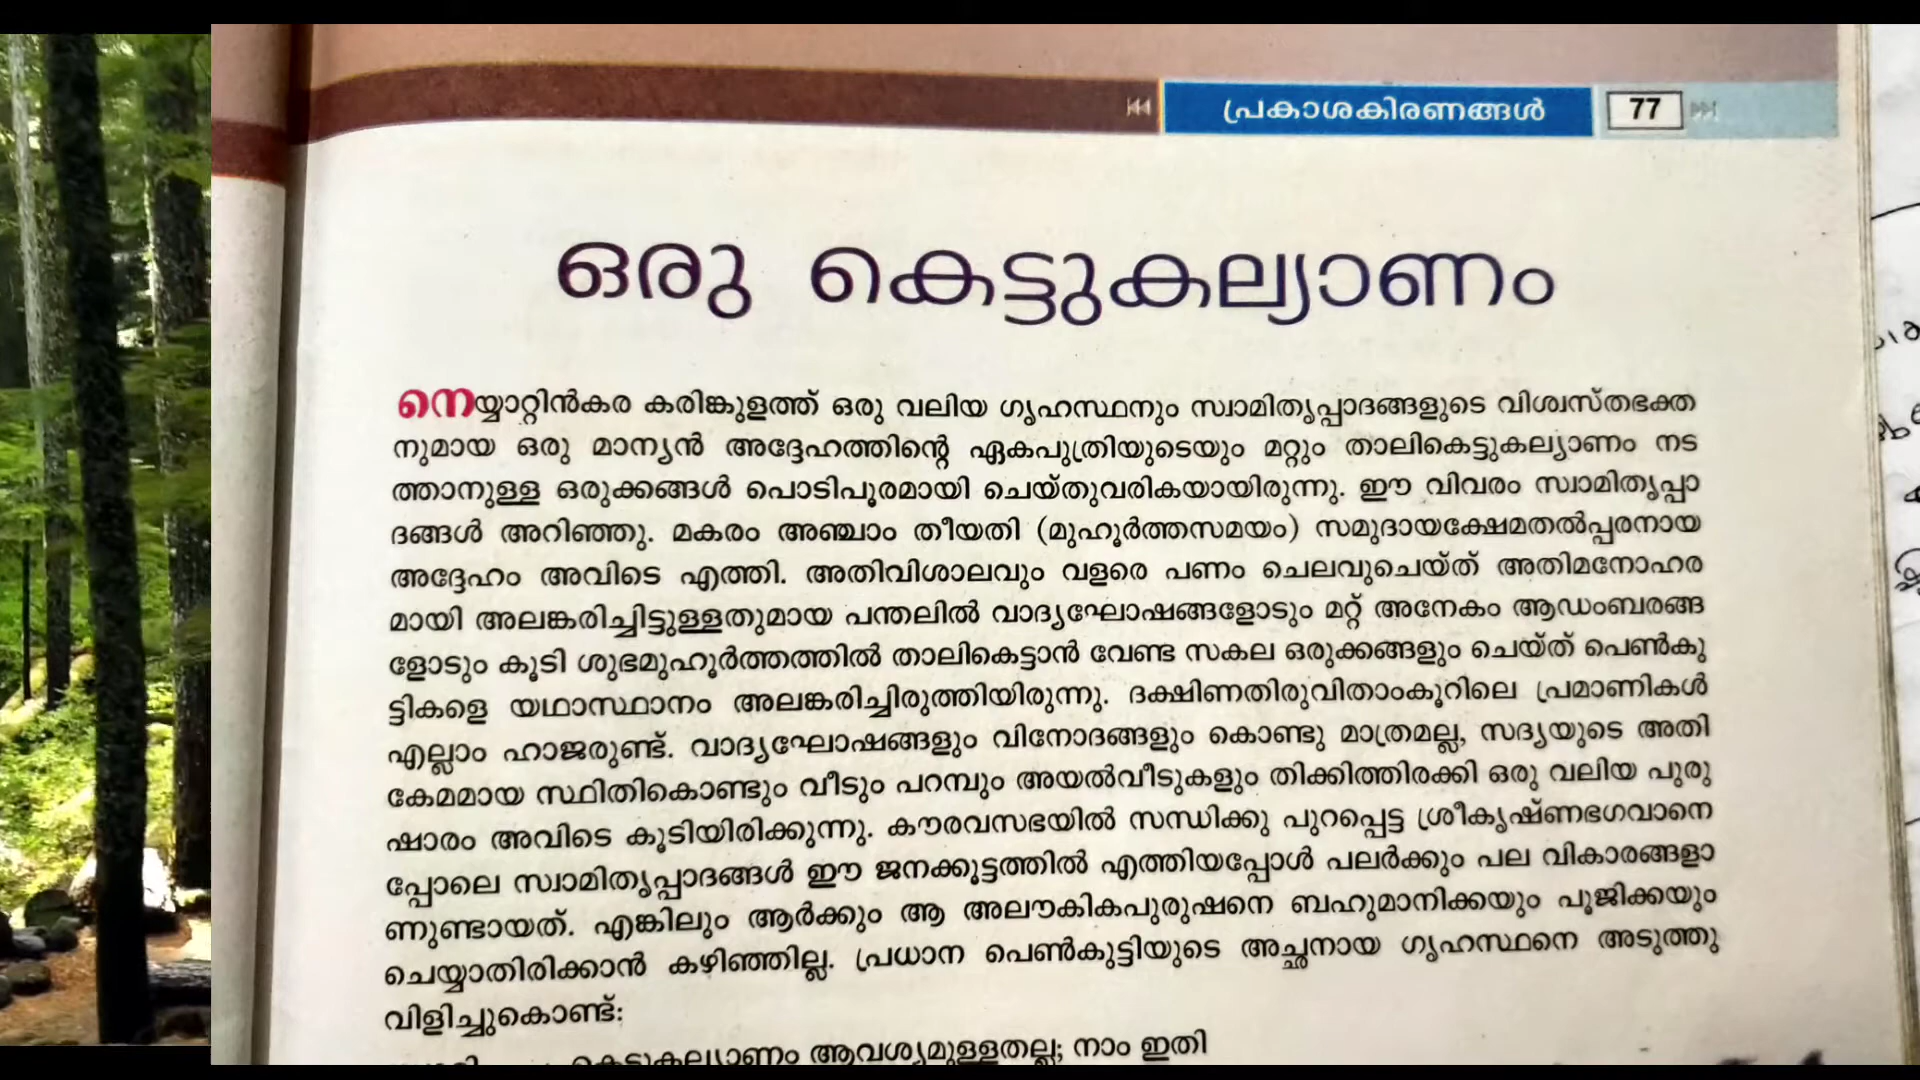 പ്രകാശകിരണങ്ങൾ 77
ഒരു കെട്ടുകല്യാണം
നെയ്യാറ്റിൻകര കരിങ്കുളത്ത് ഒരു വലിയ ഗൃഹസ്ഥനും സ്വാമിതൃപ്പാദങ്ങളുടെ വിശ്വസ്തഭക്ത
നുമായ ഒരു മാന്യൻ അദ്ദേഹത്തിന്റെ ഏകപുത്രിയുടെയും മറ്റും താലികെട്ടുകല്യാണം നട
ത്താനുള്ള ഒരുക്കങ്ങൾ പൊടിപൂരമായി ചെയ്തുവരികയായിരുന്നു. ഈ വിവരം സ്വാമിതൃപ്പാ
ദങ്ങൾ അറിഞ്ഞു. മകരം അഞ്ചാം തീയതി (മുഹൂർത്തസമയം) സമുദായക്ഷേമതൽപ്പരനായ
അദ്ദേഹം അവിടെ എത്തി. അതിവിശാലവും വളരെ പണം ചെലവുചെയ്ത് അതിമനോഹര
മായി അലങ്കരിച്ചിട്ടുള്ളതുമായ പന്തലിൽ വാദ്യഘോഷങ്ങളോടും മറ്റ് അനേകം ആഡംബരങ്ങ
ളോടും കൂടി ശുഭമുഹൂർത്തത്തിൽ താലികെട്ടാൻ വേണ്ട സകല ഒരുക്കങ്ങളും ചെയ്ത് പെൺകു
ട്ടികളെ യഥാസ്ഥാനം അലങ്കരിച്ചിരുത്തിയിരുന്നു. ദക്ഷിണതിരുവിതാംകൂറിലെ പ്രമാണികൾ
എല്ലാം ഹാജരുണ്ട്. വാദ്യഘോഷങ്ങളും വിനോദങ്ങളും കൊണ്ടു മാത്രമല്ല, സദ്യയുടെ അതി
കേമമായ സ്ഥിതികൊണ്ടും വീടും പറമ്പും അയൽവീടുകളും തിക്കിത്തിരക്കി ഒരു വലിയ പുരു
ഷാരം അവിടെ കൂടിയിരിക്കുന്നു. കൗരവസഭയിൽ സന്ധിക്കു പുറപ്പെട്ട ശ്രീകൃഷ്ണഭഗവാനെ
പ്പോലെ സ്വാമിതൃപ്പാദങ്ങൾ ഈ ജനക്കൂട്ടത്തിൽ എത്തിയപ്പോൾ പലർക്കും പല വികാരങ്ങളാ
ണുണ്ടായത്. എങ്കിലും ആർക്കും ആ അലൗകികപുരുഷനെ ബഹുമാനിക്കയും പൂജിക്കയും
ചെയ്യാതിരിക്കാൻ കഴിഞ്ഞില്ല. പ്രധാന പെൺകുട്ടിയുടെ അച്ഛനായ ഗൃഹസ്ഥനെ അടുത്തു
വിളിച്ചുകൊണ്ട്:
കെട്ടുകല്യാണം ആവശ്യമുള്ളതല്ല; നാം ഇതി